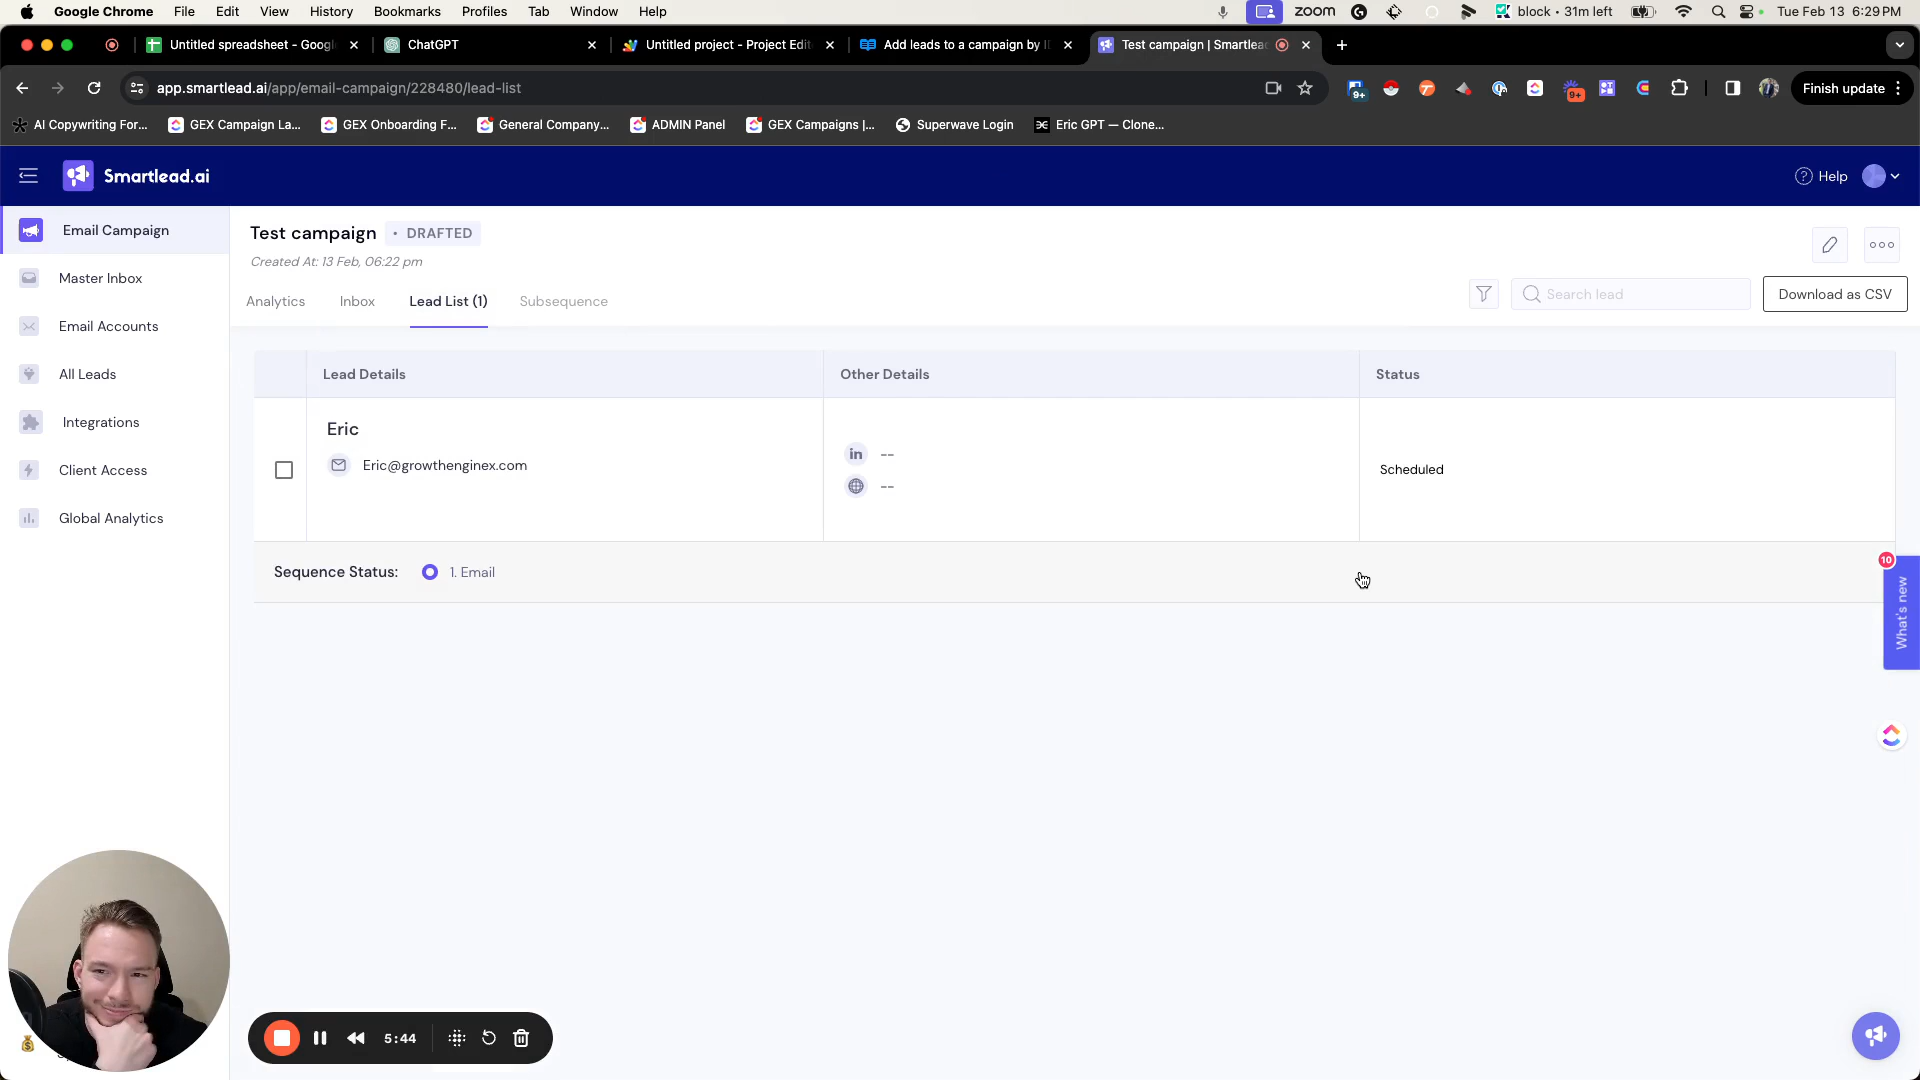 Google Chrome File Edit View History Bookmarks Profiles Tab Window Help zoom block • 31m left Tue Feb 13 6:29 PM
Untitled spreadsheet - Googl ChatGPT Untitled project - Project Edit Add leads to a campaign by I Test campaign | Smartlea
app.smartlead.ai/app/email-campaign/228480/lead-list 9+ 9+ Finish update
AI Copywriting For... GEX Campaign La... GEX Onboarding F... General Company... ADMIN Panel GEX Campaigns |... Superwave Login Eric GPT — Clone...
Smartlead.ai Help
Email Campaign
Master Inbox
Email Accounts
All Leads
Integrations
Client Access
Global Analytics
Test campaign • DRAFTED
Created At: 13 Feb, 06:22 pm
Analytics Inbox Lead List (1) Subsequence Search lead Download as CSV
Lead Details Other Details Status
Eric
Eric@growthenginex.com
in --
--
Scheduled
Sequence Status: 1. Email
10
What's new
5:44